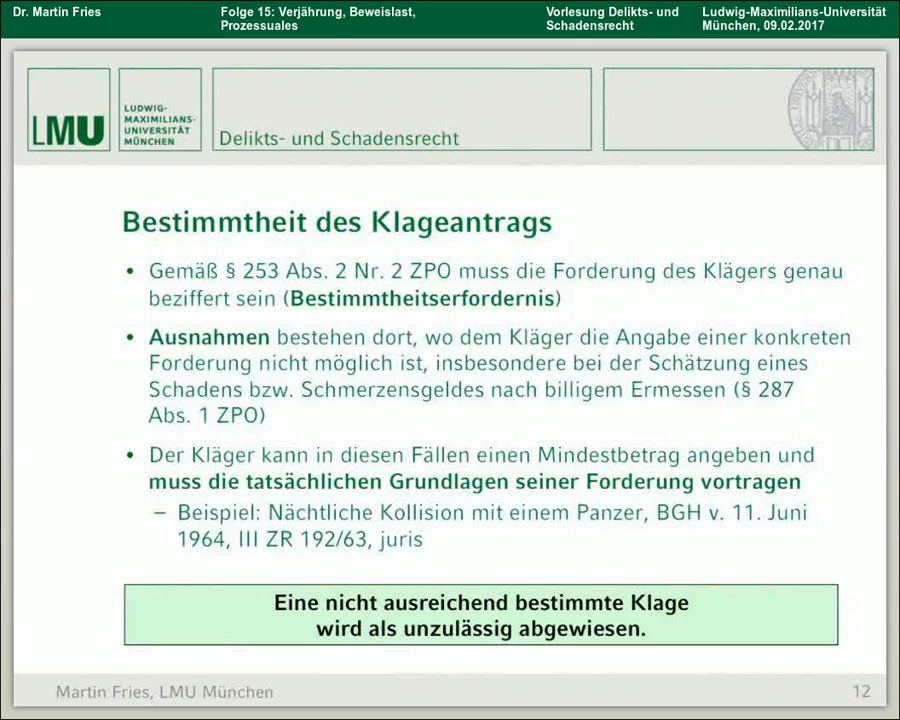 Dr. Martin Fries
Folge 15: Verjährung, Beweislast,
Prozessuales
Vorlesung Delikts- und
Schadensrecht
Ludwig-Maximilians-Universität
München, 09.02.2017
LMU
LUDWIG-
MAXIMILIANS-
UNIVERSITÄT
MÜNCHEN
Delikts- und Schadensrecht
Bestimmtheit des Klageantrags
• Gemäß § 253 Abs. 2 Nr. 2 ZPO muss die Forderung des Klägers genau
beziffert sein (Bestimmtheitserfordernis)
• Ausnahmen bestehen dort, wo dem Kläger die Angabe einer konkreten
Forderung nicht möglich ist, insbesondere bei der Schätzung eines
Schadens bzw. Schmerzensgeldes nach billigem Ermessen (§ 287
Abs. 1 ZPO)
• Der Kläger kann in diesen Fällen einen Mindestbetrag angeben und
muss die tatsächlichen Grundlagen seiner Forderung vortragen
– Beispiel: Nächtliche Kollision mit einem Panzer, BGH v. 11. Juni
1964, III ZR 192/63, juris
Eine nicht ausreichend bestimmte Klage
wird als unzulässig abgewiesen.
Martin Fries, LMU München
12